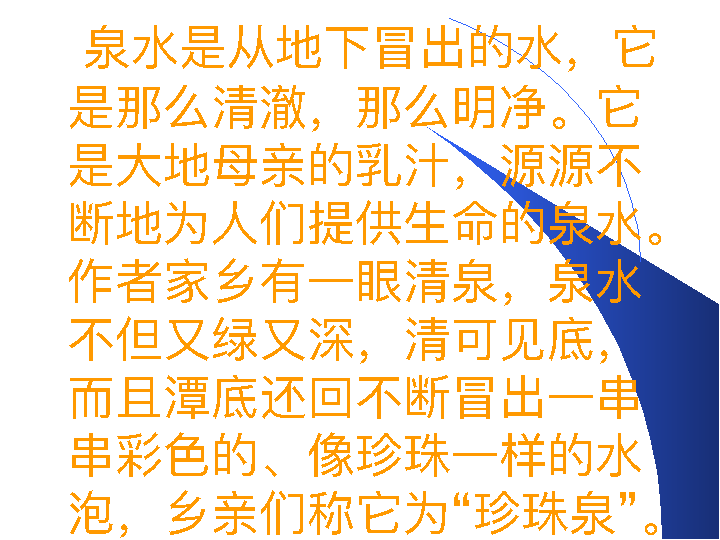 泉水是从地下冒出的水，它
是那么清澈，那么明净。它
是大地母亲的乳汁，源源不
断地为人们提供生命的泉水。
作者家乡有一眼清泉，泉水
不但又绿又深，清可见底，
而且潭底还回不断冒出一串
串彩色的、像珍珠一样的水
泡，乡亲们称它为“珍珠泉”。